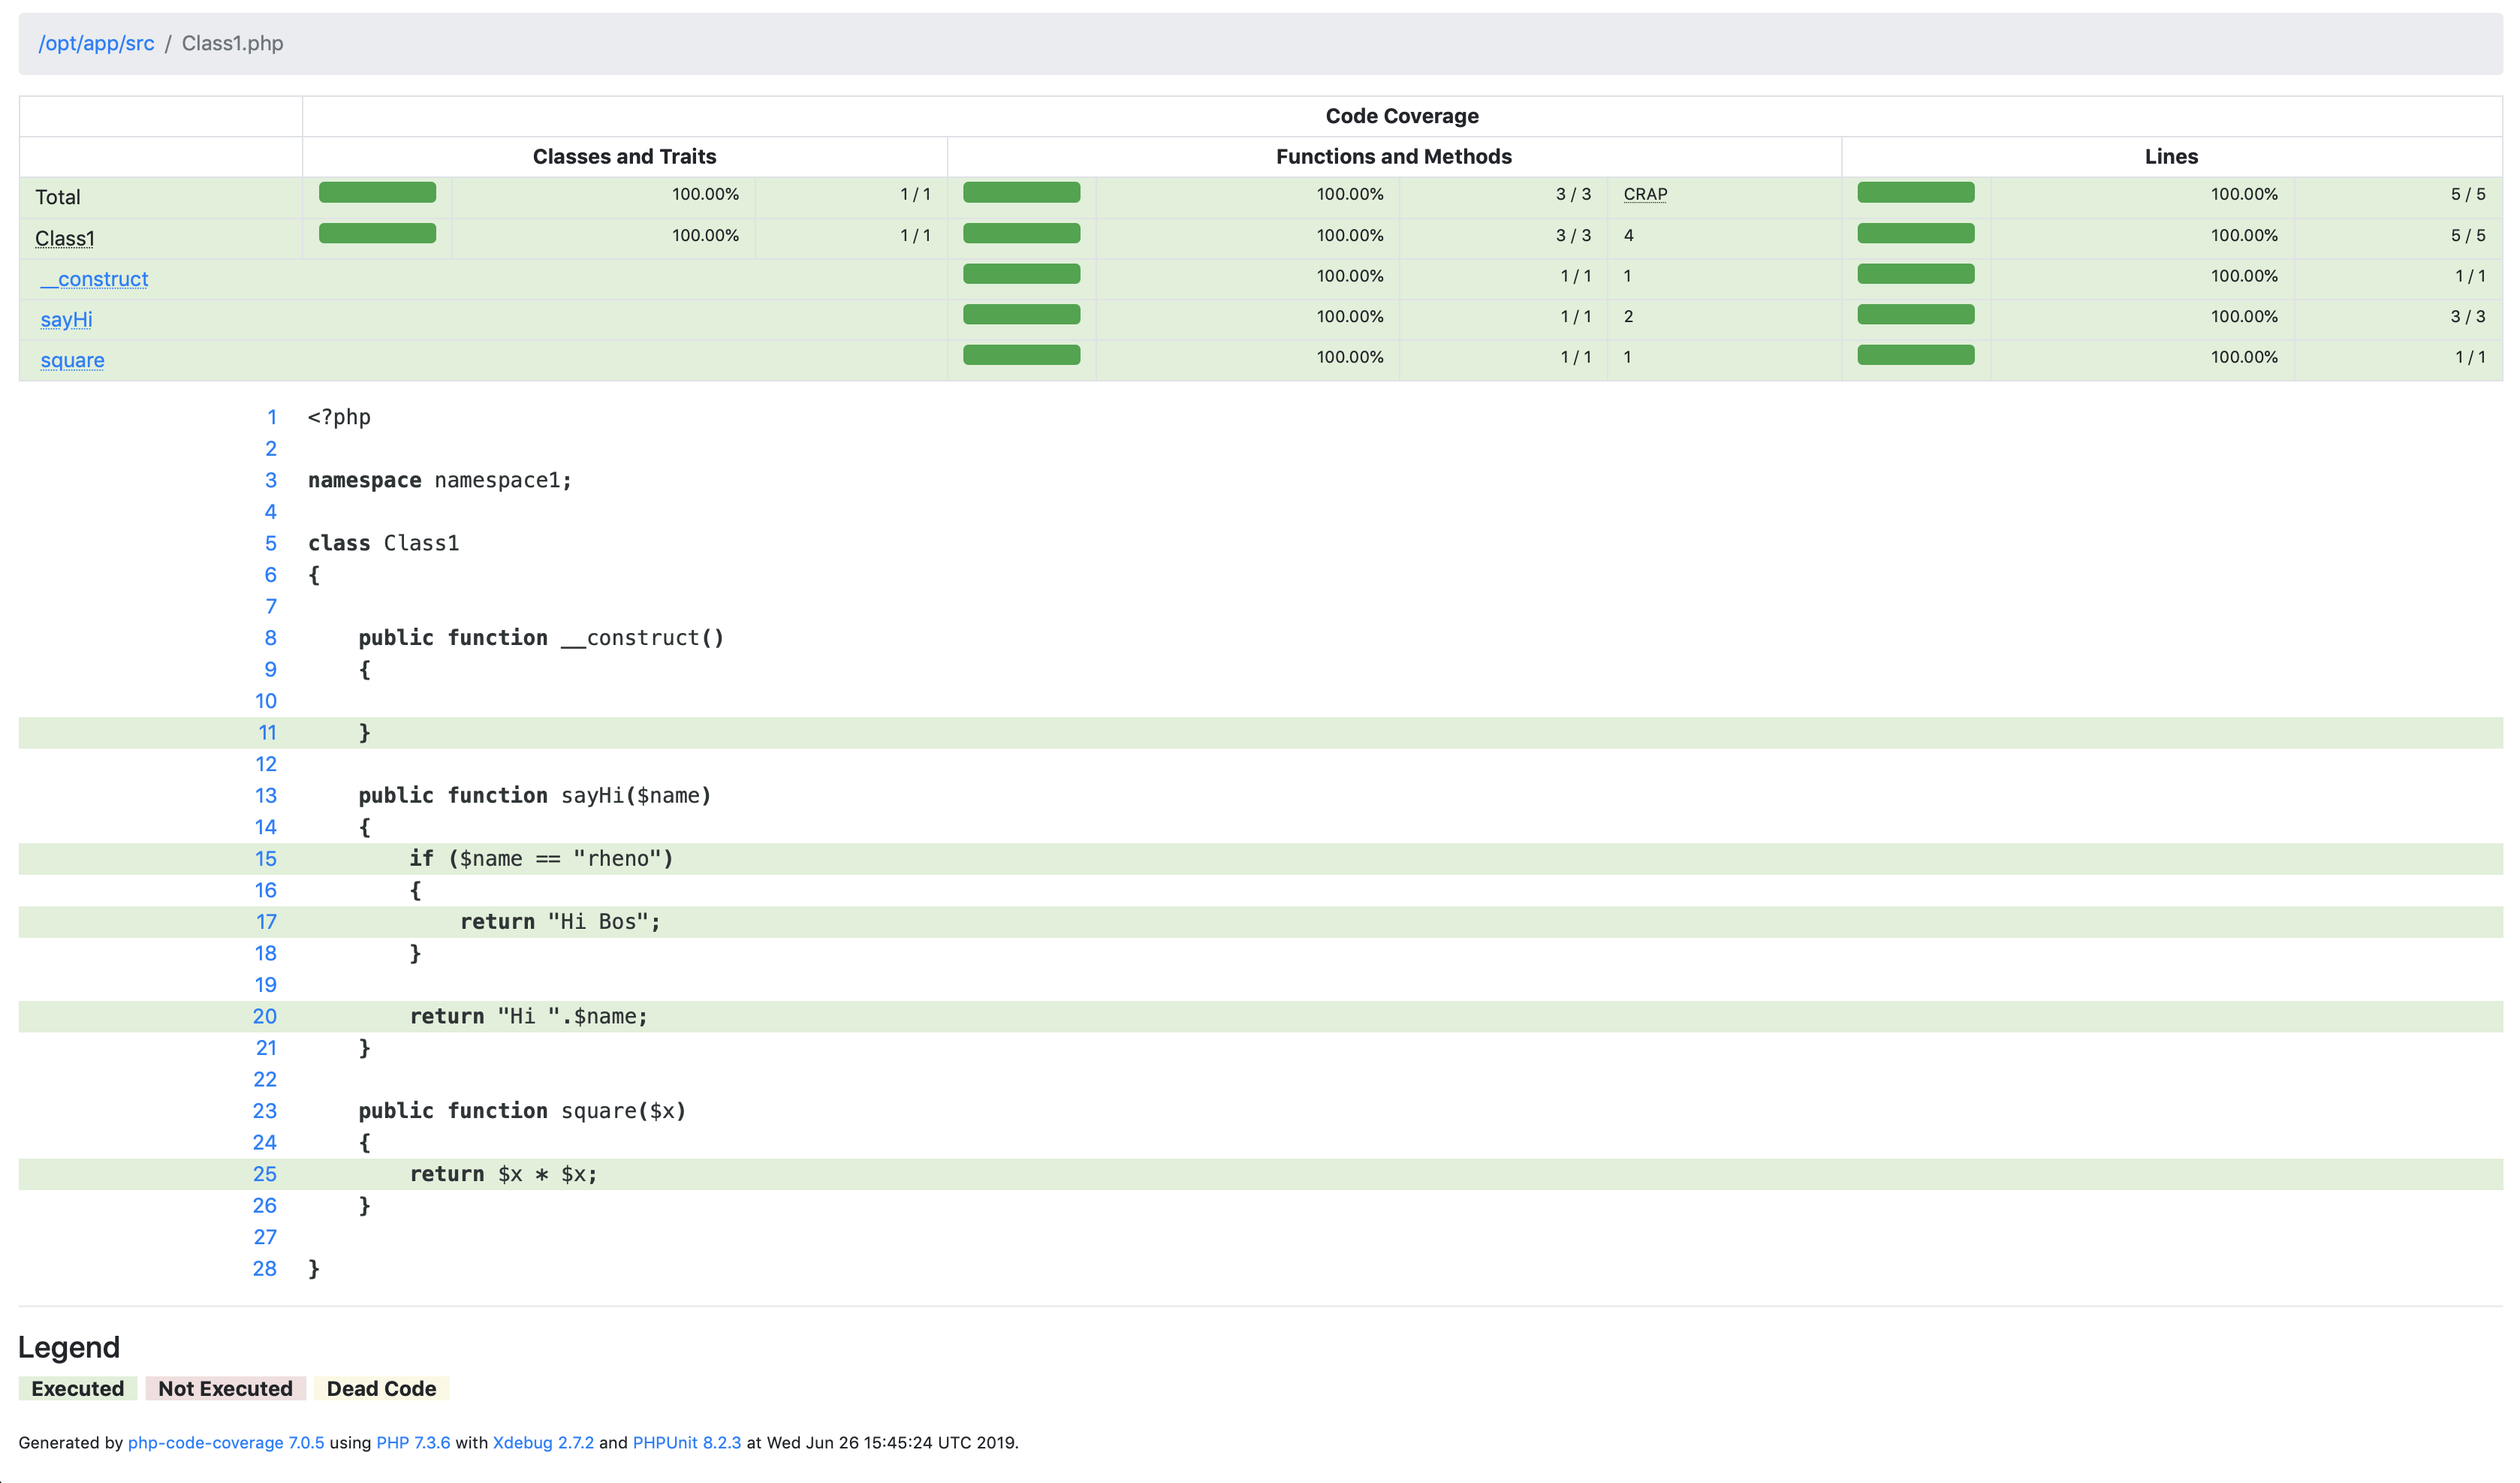 /opt/app/src / Class1.php
Code Coverage
Classes and Traits Functions and Methods Lines
Total 100.00% 1 / 1 100.00% 3 / 3 CRAP 100.00% 5 / 5
Class1 100.00% 1 / 1 100.00% 3 / 3 4 100.00% 5 / 5
__construct 100.00% 1 / 1 1 100.00% 1 / 1
sayHi 100.00% 1 / 1 2 100.00% 3 / 3
square 100.00% 1 / 1 1 100.00% 1 / 1
1 <?php
2
3 namespace namespace1;
4
5 class Class1
6 {
7
8     public function __construct()
9     {
10
11     }
12
13     public function sayHi($name)
14     {
15         if ($name == "rheno")
16         {
17             return "Hi Bos";
18         }
19
20         return "Hi ".$name;
21     }
22
23     public function square($x)
24     {
25         return $x * $x;
26     }
27
28 }
Legend
Executed Not Executed Dead Code
Generated by php-code-coverage 7.0.5 using PHP 7.3.6 with Xdebug 2.7.2 and PHPUnit 8.2.3 at Wed Jun 26 15:45:24 UTC 2019.